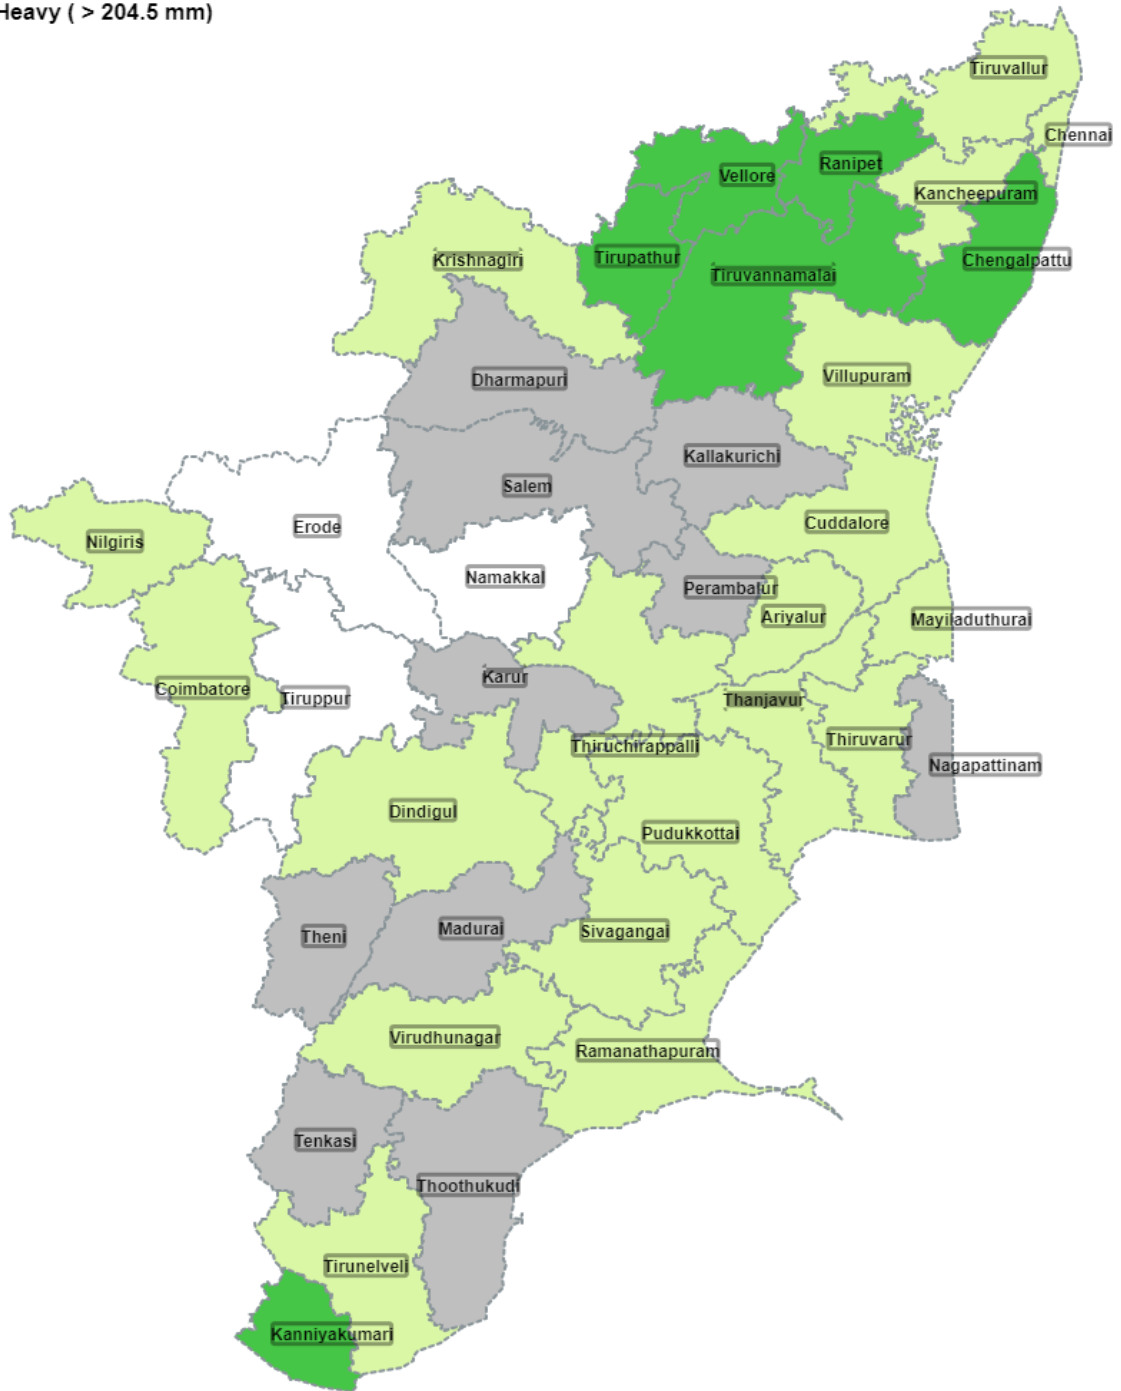 Heavy ( > 204.5 mm)
Tiruvallur
Chennai
Ranipet
Vellore
Kancheepuram
Tirupathur
Krishnagiri
Chengalpattu
Tiruvannamalai
Villupuram
Dharmapuri
Kallakurichi
Salem
Cuddalore
Erode
Nilgiris
Namakkal
Perambalur
Ariyalur
Mayiladuthurai
Karur
Coimbatore
Tiruppur
Thanjavur
Thiruvarur
Thiruchirappalli
Nagapattinam
Dindigul
Pudukkottai
Madurai
Sivagangai
Theni
Virudhunagar
Ramanathapuram
Tenkasi
Thoothukudi
Tirunelveli
Kanniyakumari